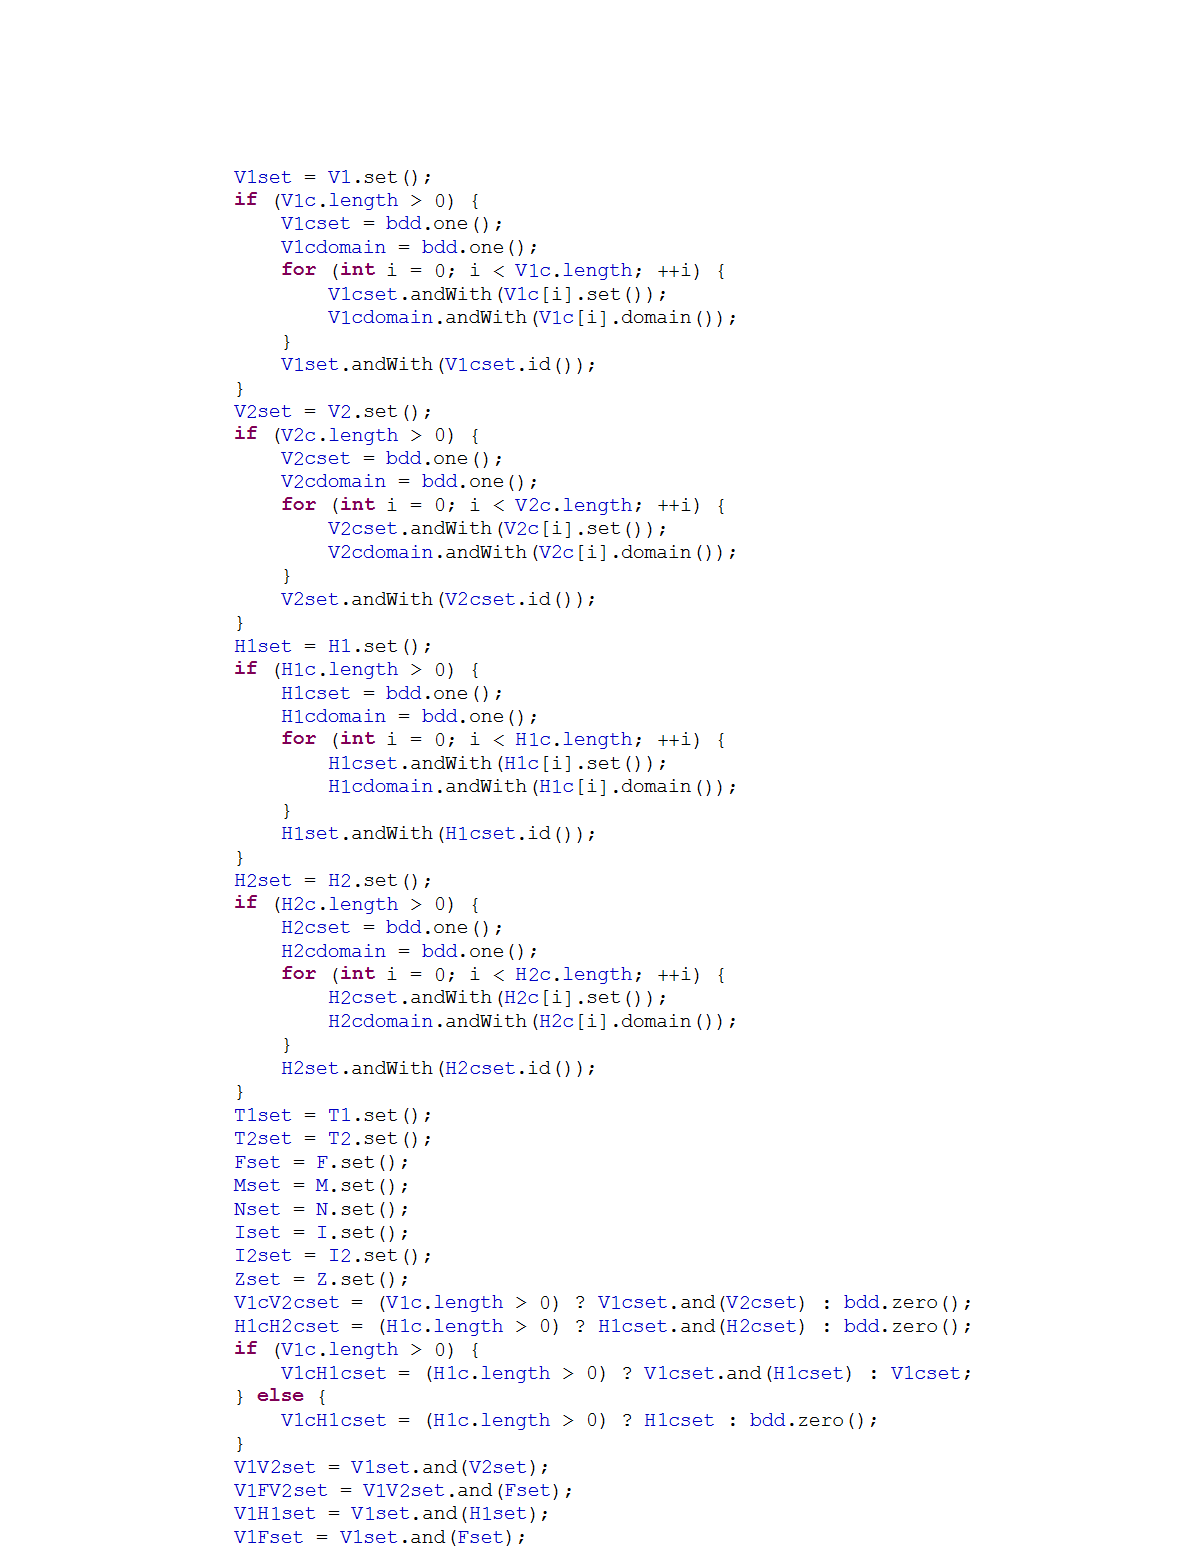 V1set = V1.set();
if (V1c.length > 0) {
    V1cset = bdd.one();
    V1cdomain = bdd.one();
    for (int i = 0; i < V1c.length; ++i) {
        V1cset.andWith(V1c[i].set());
        V1cdomain.andWith(V1c[i].domain());
    }
    V1set.andWith(V1cset.id());
}
V2set = V2.set();
if (V2c.length > 0) {
    V2cset = bdd.one();
    V2cdomain = bdd.one();
    for (int i = 0; i < V2c.length; ++i) {
        V2cset.andWith(V2c[i].set());
        V2cdomain.andWith(V2c[i].domain());
    }
    V2set.andWith(V2cset.id());
}
H1set = H1.set();
if (H1c.length > 0) {
    H1cset = bdd.one();
    H1cdomain = bdd.one();
    for (int i = 0; i < H1c.length; ++i) {
        H1cset.andWith(H1c[i].set());
        H1cdomain.andWith(H1c[i].domain());
    }
    H1set.andWith(H1cset.id());
}
H2set = H2.set();
if (H2c.length > 0) {
    H2cset = bdd.one();
    H2cdomain = bdd.one();
    for (int i = 0; i < H2c.length; ++i) {
        H2cset.andWith(H2c[i].set());
        H2cdomain.andWith(H2c[i].domain());
    }
    H2set.andWith(H2cset.id());
}
T1set = T1.set();
T2set = T2.set();
Fset = F.set();
Mset = M.set();
Nset = N.set();
Iset = I.set();
I2set = I2.set();
Zset = Z.set();
V1cV2cset = (V1c.length > 0) ? V1cset.and(V2cset) : bdd.zero();
H1cH2cset = (H1c.length > 0) ? H1cset.and(H2cset) : bdd.zero();
if (V1c.length > 0) {
    V1cH1cset = (H1c.length > 0) ? V1cset.and(H1cset) : V1cset;
} else {
    V1cH1cset = (H1c.length > 0) ? H1cset : bdd.zero();
}
V1V2set = V1set.and(V2set);
V1FV2set = V1V2set.and(Fset);
V1H1set = V1set.and(H1set);
V1Fset = V1set.and(Fset);